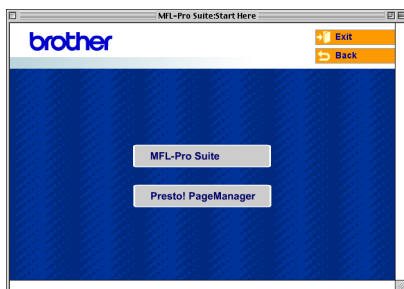 MFL-Pro Suite:Start Here
brother
Exit
Back
MFL-Pro Suite
Presto! PageManager